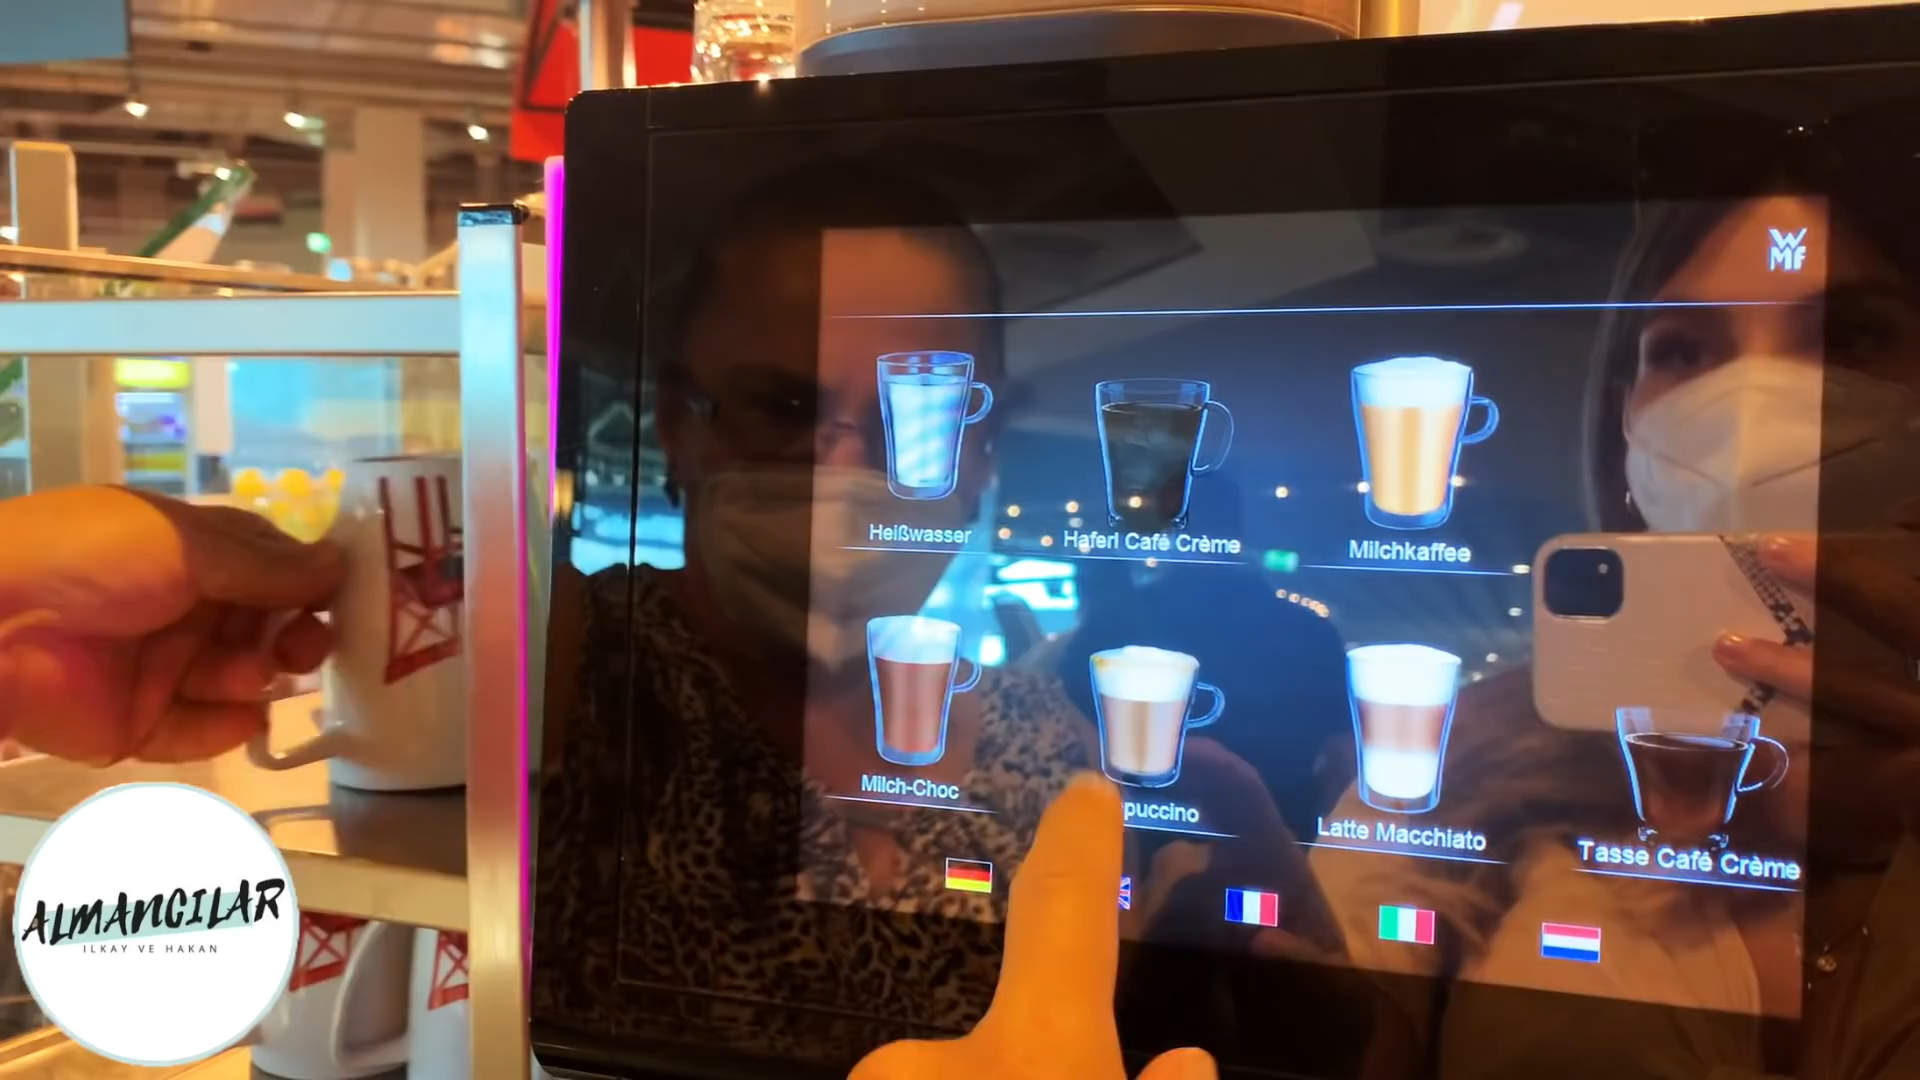 WMF
Heißwasser
Haferl Café Crème
Milchkaffee
Milch-Choc
puccino
Latte Macchiato
Tasse Café Crème
ALMANCILAR
ILKAY VE HAKAN